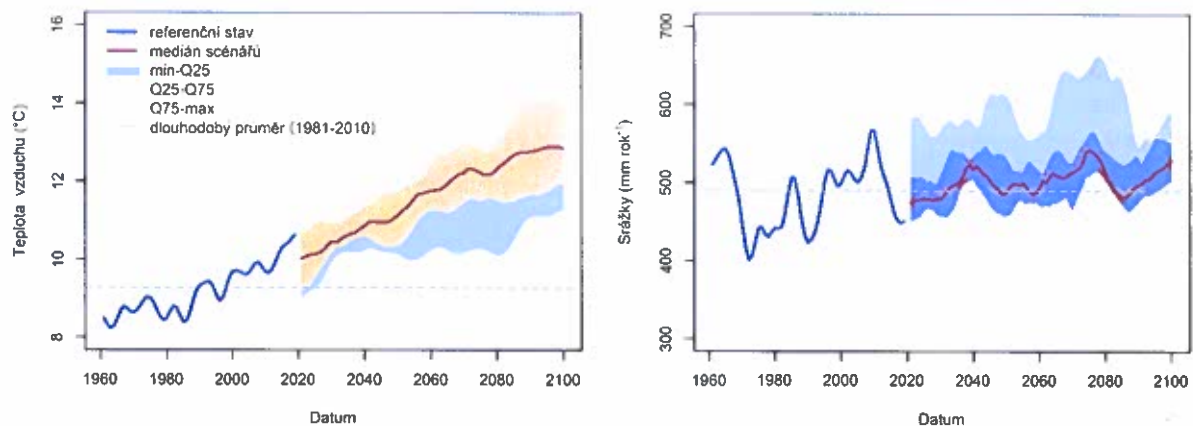 Teplota vzduchu (°C)
16
14
12
10
8
referenční stav
medián scénářů
min-Q25
Q25-Q75
Q75-max
dlouhodoby pruměr (1981-2010)
1960 1980 2000 2020 2040 2060 2080 2100
Datum
Srážky (mm rok⁻¹)
700
600
500
400
300
1960 1980 2000 2020 2040 2060 2080 2100
Datum